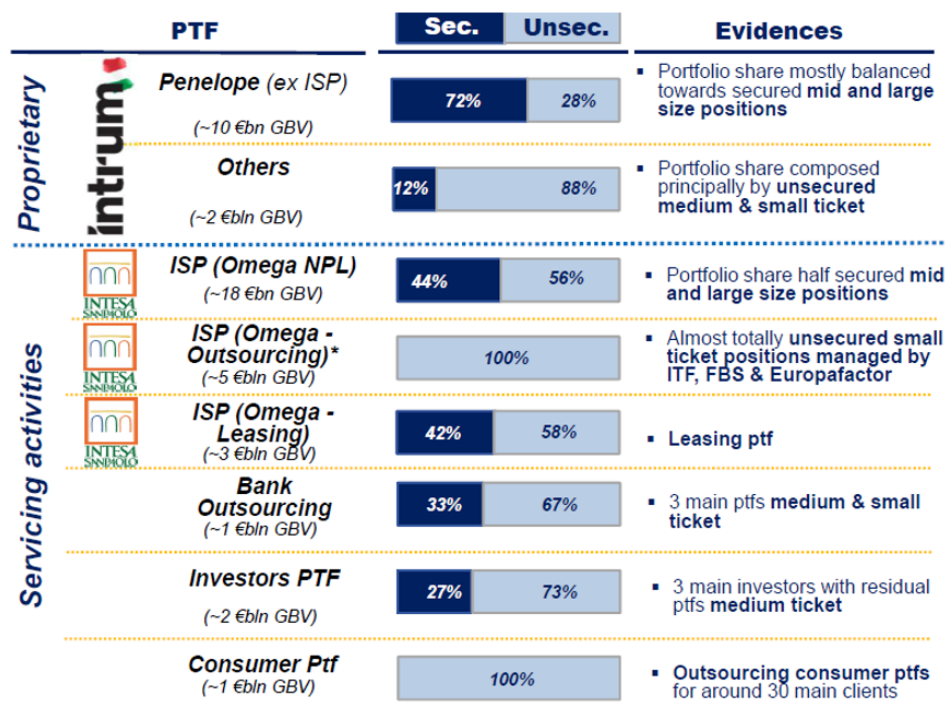 PTF
Sec.
Unsec.
Evidences
Proprietary
intrum
Penelope (ex ISP)
(~10 €bn GBV)
72%
28%
▪ Portfolio share mostly balanced
towards secured mid and large
size positions
Others
(~2 €bln GBV)
12%
88%
▪ Portfolio share composed
principally by unsecured
medium & small ticket
Servicing activities
INTESA
SANPAOLO
ISP (Omega NPL)
(~18 €bn GBV)
44%
56%
▪ Portfolio share half secured mid
and large size positions
INTESA
SANPAOLO
ISP (Omega -
Outsourcing)*
(~5 €bln GBV)
100%
▪ Almost totally unsecured small
ticket positions managed by
ITF, FBS & Europafactor
INTESA
SANPAOLO
ISP (Omega -
Leasing)
(~3 €bln GBV)
42%
58%
▪ Leasing ptf
Bank
Outsourcing
(~1 €bln GBV)
33%
67%
▪ 3 main ptfs medium & small
ticket
Investors PTF
(~2 €bln GBV)
27%
73%
▪ 3 main investors with residual
ptfs medium ticket
Consumer Ptf
(~1 €bln GBV)
100%
▪ Outsourcing consumer ptfs
for around 30 main clients